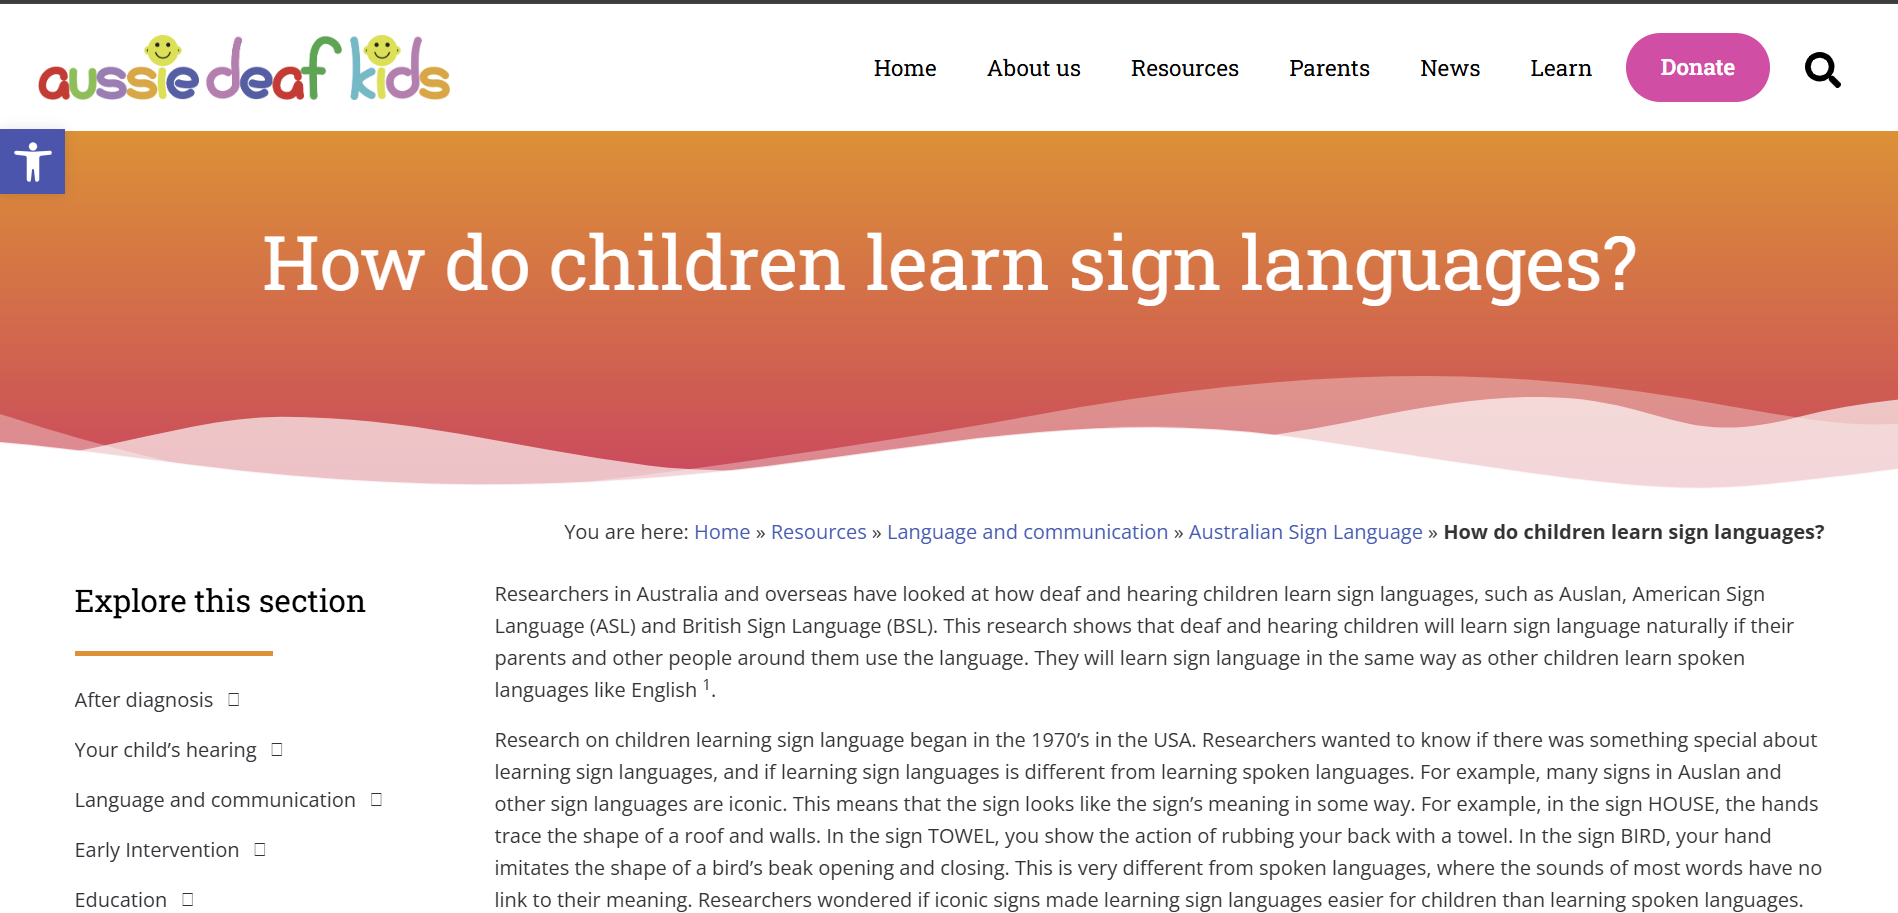 aussie deaf kids
Home About us Resources Parents News Learn Donate
How do children learn sign languages?
You are here: Home » Resources » Language and communication » Australian Sign Language » How do children learn sign languages?
Explore this section
After diagnosis
Your child’s hearing
Language and communication
Early Intervention
Education
Researchers in Australia and overseas have looked at how deaf and hearing children learn sign languages, such as Auslan, American Sign
Language (ASL) and British Sign Language (BSL). This research shows that deaf and hearing children will learn sign language naturally if their
parents and other people around them use the language. They will learn sign language in the same way as other children learn spoken
languages like English 1.
Research on children learning sign language began in the 1970’s in the USA. Researchers wanted to know if there was something special about
learning sign languages, and if learning sign languages is different from learning spoken languages. For example, many signs in Auslan and
other sign languages are iconic. This means that the sign looks like the sign’s meaning in some way. For example, in the sign HOUSE, the hands
trace the shape of a roof and walls. In the sign TOWEL, you show the action of rubbing your back with a towel. In the sign BIRD, your hand
imitates the shape of a bird’s beak opening and closing. This is very different from spoken languages, where the sounds of most words have no
link to their meaning. Researchers wondered if iconic signs made learning sign languages easier for children than learning spoken languages.